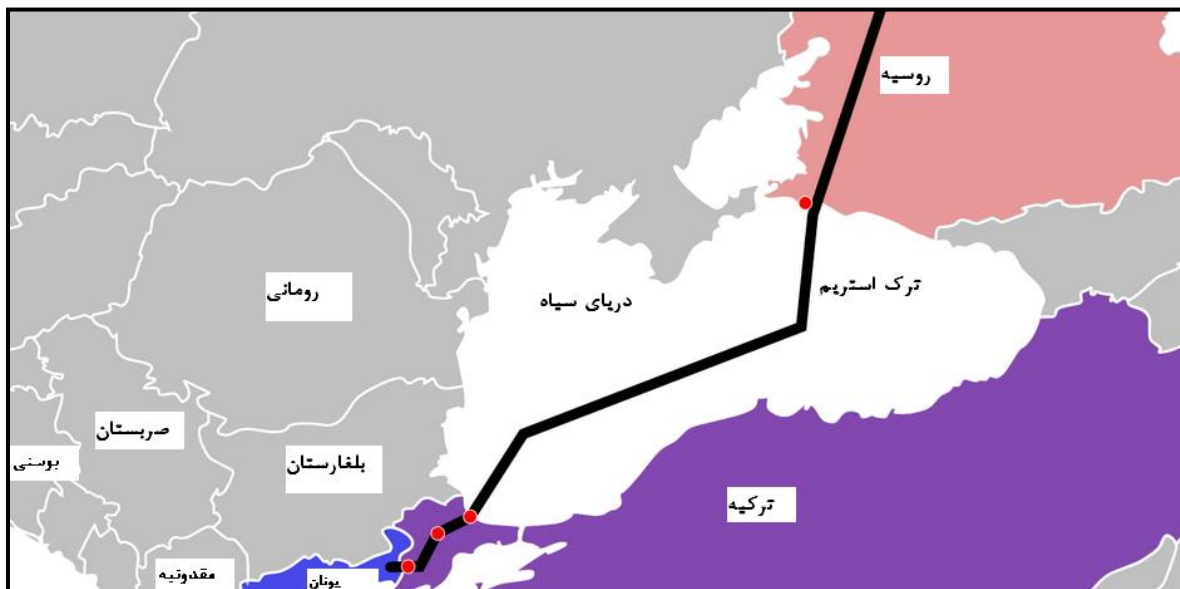 روسیه
ترک استریم
دریای سیاه
رومانی
صربستان
بلغارستان
بوسنی
ترکیه
یونان
مقدونیه